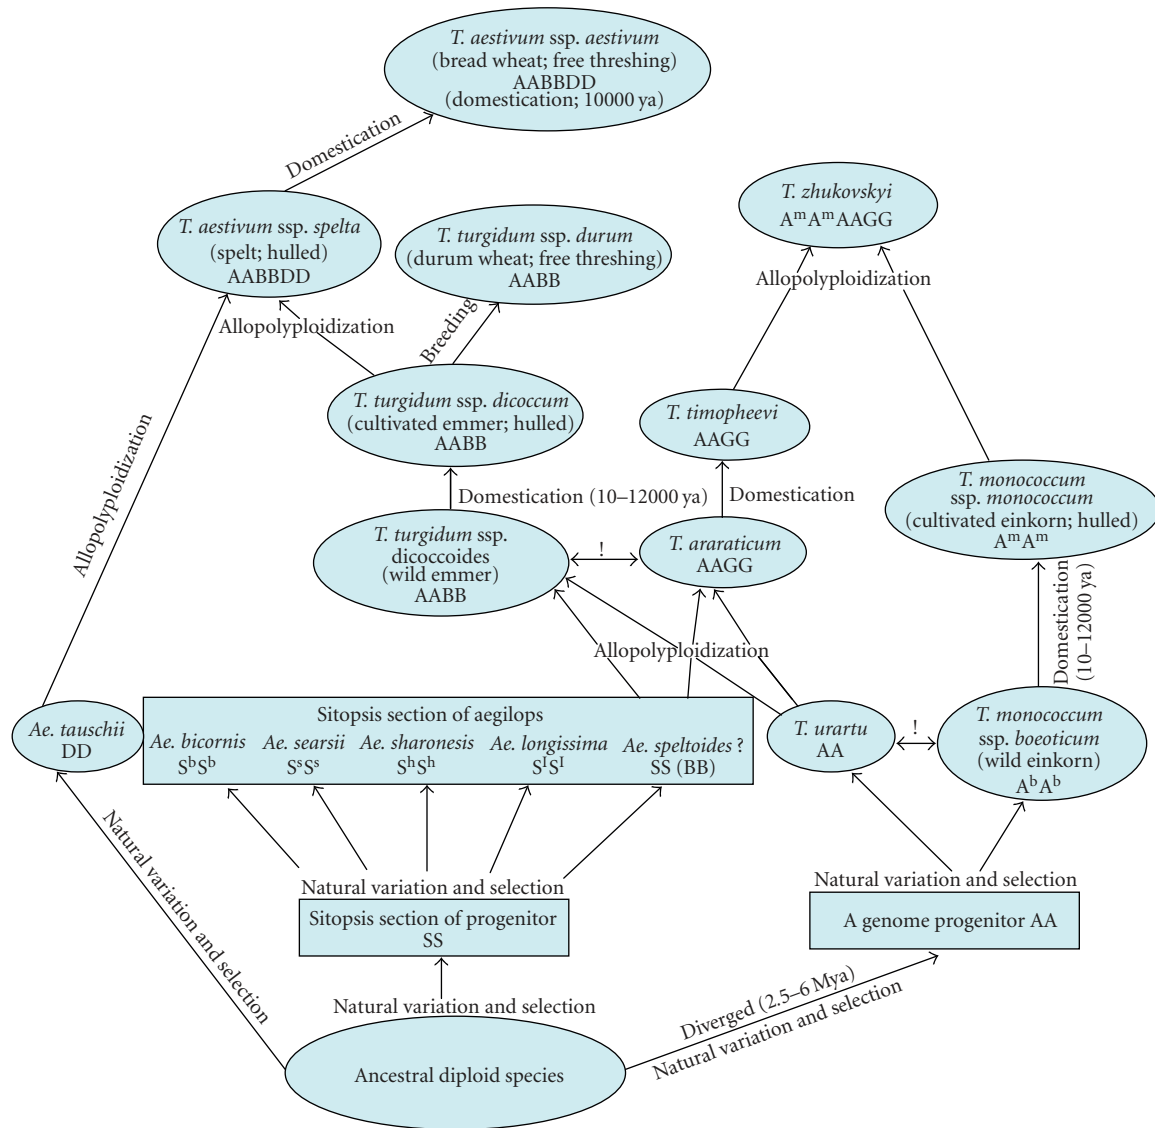 T. aestivum ssp. aestivum
(bread wheat; free threshing)
AABBDD
(domestication; 10000 ya)
Domestication
T. zhukovskyi
AᵐAᵐAAGG
T. aestivum ssp. spelta
(spelt; hulled)
AABBDD
T. turgidum ssp. durum
(durum wheat; free threshing)
AABB
Allopolyploidization
Allopolyploidization
Breeding
T. turgidum ssp. dicoccum
(cultivated emmer; hulled)
AABB
T. timopheevi
AAGG
Allopolyploidization
T. monococcum
ssp. monococcum
(cultivated einkorn; hulled)
AᵐAᵐ
Domestication (10–12000 ya)
Domestication
T. turgidum ssp.
dicoccoides
(wild emmer)
AABB
!
T. araraticum
AAGG
Domestication
(10–12000 ya)
Allopolyploidization
Ae. tauschii
DD
Sitopsis section of aegilops
Ae. bicornis
SᵇSᵇ
Ae. searsii
SˢSˢ
Ae. sharonesis
SʰSʰ
Ae. longissima
SˡSˡ
Ae. speltoides ?
SS (BB)
T. urartu
AA
!
T. monococcum
ssp. boeoticum
(wild einkorn)
AᵇAᵇ
Natural variation and selection
Natural variation and selection
Natural variation and selection
Sitopsis section of progenitor
SS
A genome progenitor AA
Natural variation and selection
Diverged (2.5–6 Mya)
Natural variation and selection
Ancestral diploid species